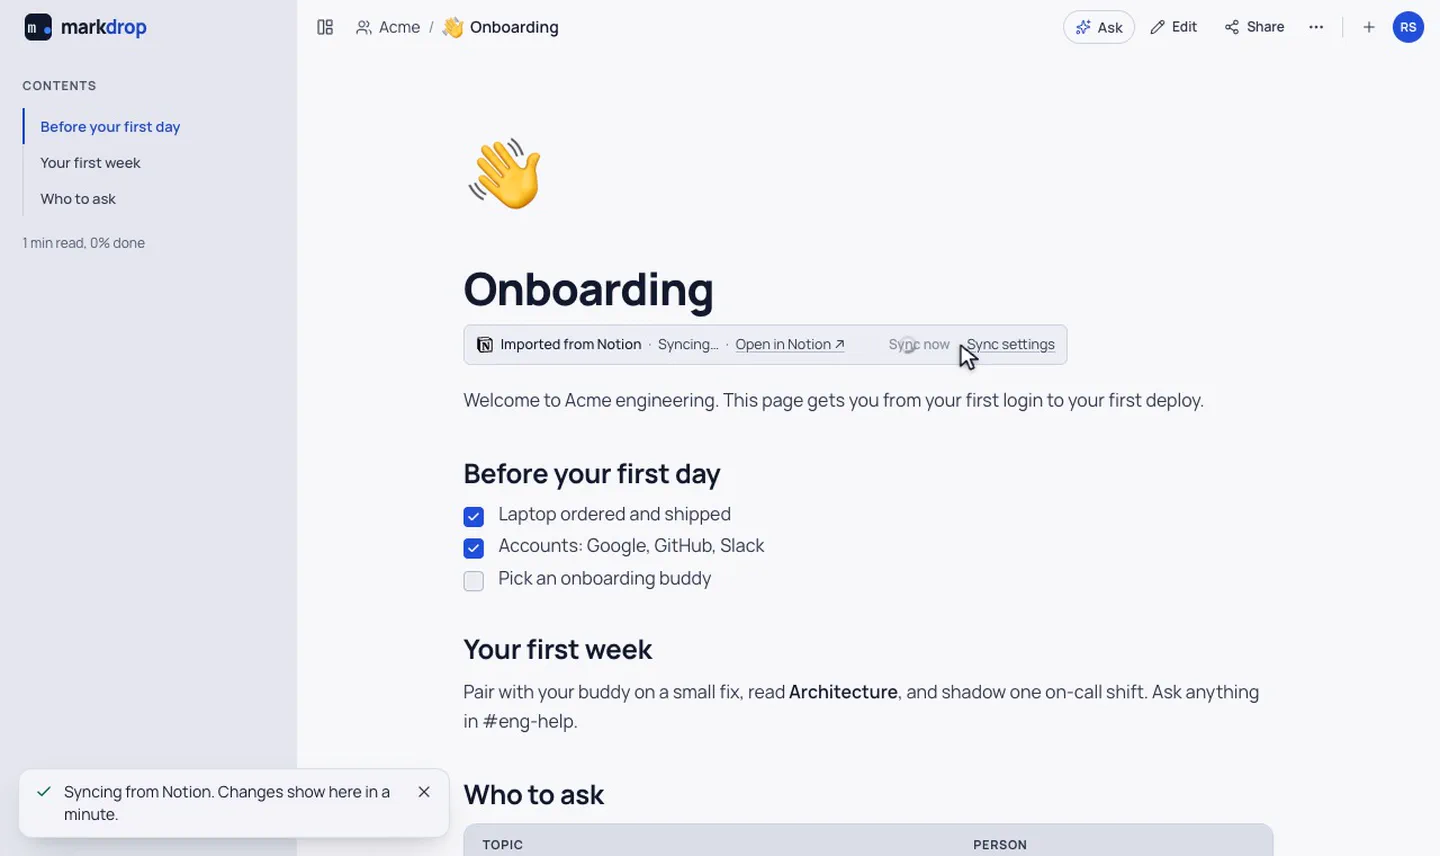 markdrop
Acme / Onboarding
Ask
Edit
Share
RS
CONTENTS
Before your first day
Your first week
Who to ask
1 min read, 0% done
Onboarding
Imported from Notion · Syncing... · Open in Notion ↗ Sync now Sync settings
Welcome to Acme engineering. This page gets you from your first login to your first deploy.
Before your first day
Laptop ordered and shipped
Accounts: Google, GitHub, Slack
Pick an onboarding buddy
Your first week
Pair with your buddy on a small fix, read Architecture, and shadow one on-call shift. Ask anything
in #eng-help.
Who to ask
TOPIC PERSON
Syncing from Notion. Changes show here in a
minute.